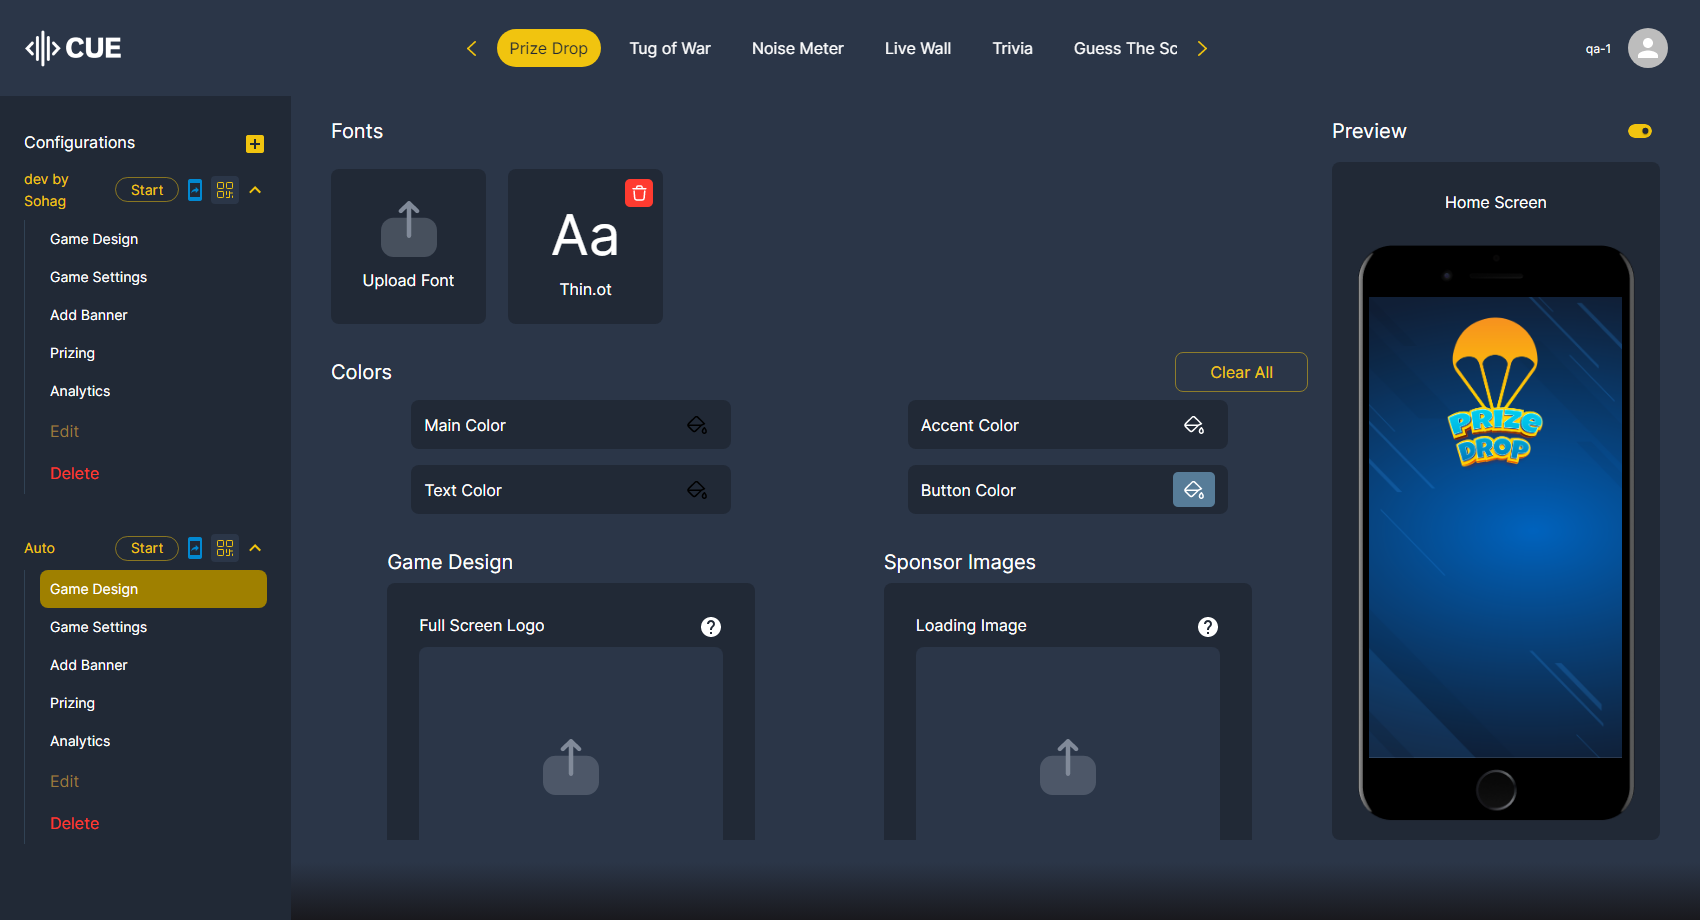 CUE
Prize Drop
Tug of War
Noise Meter
Live Wall
Trivia
Guess The Sc
qa-1
Configurations
dev by
Sohag
Start
Game Design
Game Settings
Add Banner
Prizing
Analytics
Edit
Delete
Auto
Start
Game Design
Game Settings
Add Banner
Prizing
Analytics
Edit
Delete
Fonts
Upload Font
Aa
Thin.ot
Colors
Clear All
Main Color
Accent Color
Text Color
Button Color
Game Design
Full Screen Logo
?
Sponsor Images
Loading Image
?
Preview
Home Screen
PRIZE
DROP